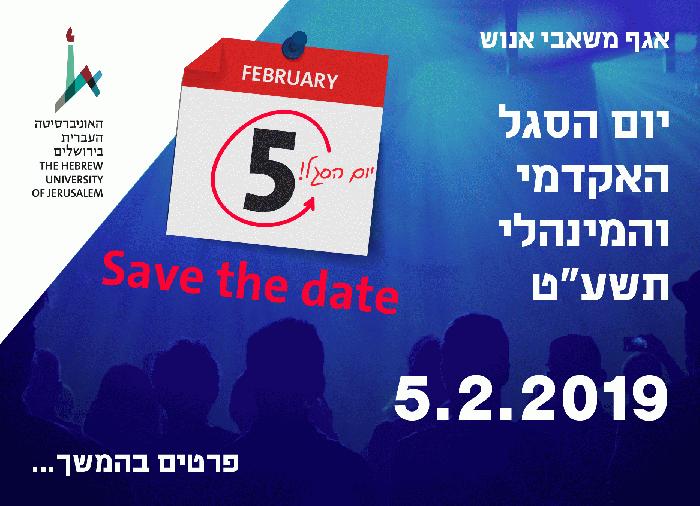 אגף משאבי אנוש
יום הסגל
האקדמי
והמינהלי
תשע"ט
5.2.2019
FEBRUARY
5
יום הסגל!
Save the date
האוניברסיטה
העברית
בירושלים
THE HEBREW
UNIVERSITY
OF JERUSALEM
פרטים בהמשך...